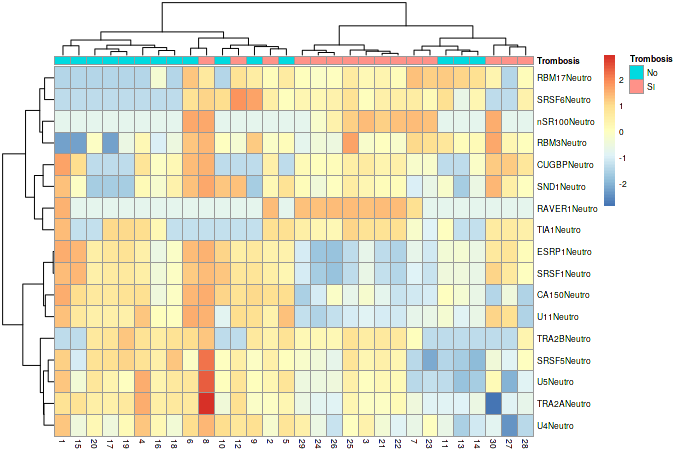 Trombosis
Trombosis
No
SI
2
1
0
-1
-2
RBM17Neutro
SRSF6Neutro
nSR100Neutro
RBM3Neutro
CUGBPNeutro
SND1Neutro
RAVER1Neutro
TIA1Neutro
ESRP1Neutro
SRSF1Neutro
CA150Neutro
U11Neutro
TRA2BNeutro
SRSF5Neutro
U5Neutro
TRA2ANeutro
U4Neutro
1 15 20 17 19 4 16 18 6 8 10 12 9 2 5 29 24 26 25 3 21 22 7 23 11 13 14 30 27 28